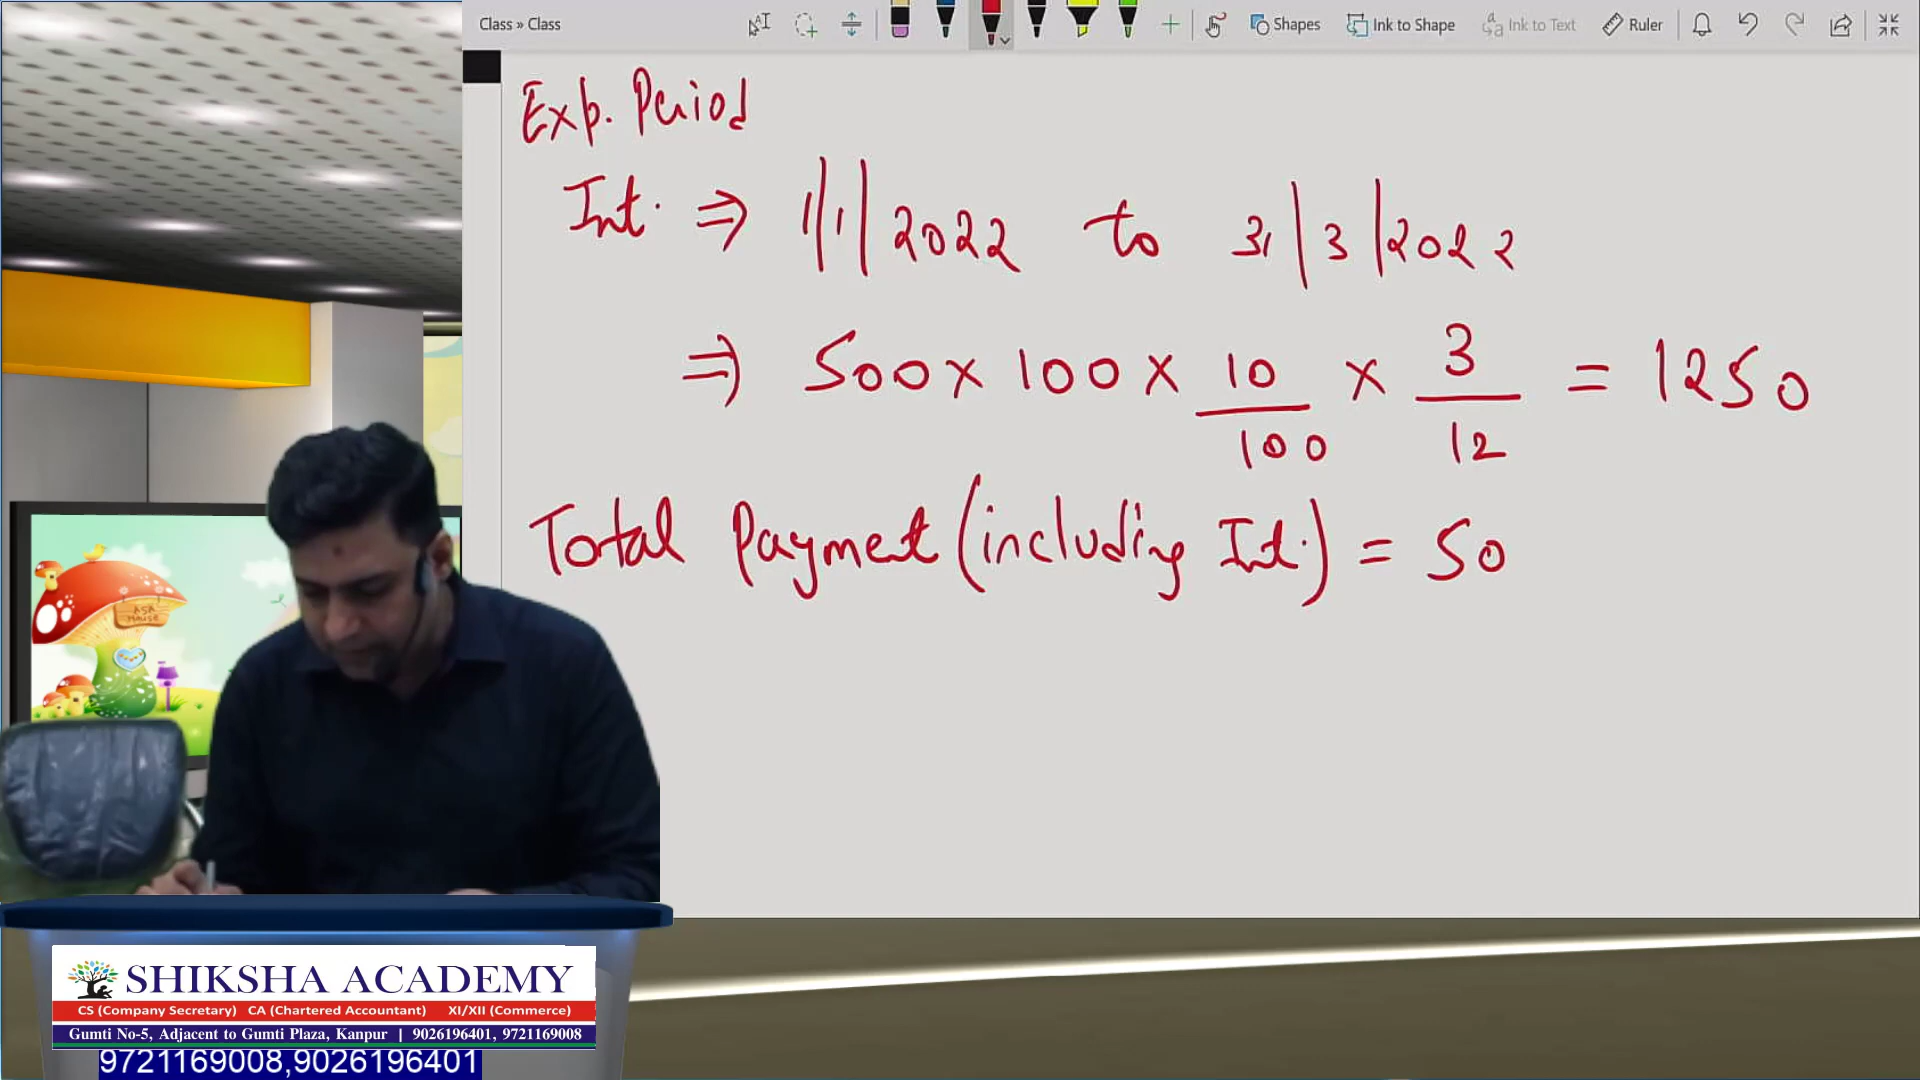 Class » Class
Shapes
Ink to Shape
Ink to Text
Ruler
Exp. Period
Int. ⇒ 1/1/2022 to 31/3/2022
⇒ 500 × 100 × 10/100 × 3/12 = 1250
Total Payment (including Int.) = 50
ASA
House
SHIKSHA ACADEMY
CS (Company Secretary) CA (Chartered Accountant) XI/XII (Commerce)
Gumti No-5, Adjacent to Gumti Plaza, Kanpur | 9026196401, 9721169008
9721169008,9026196401